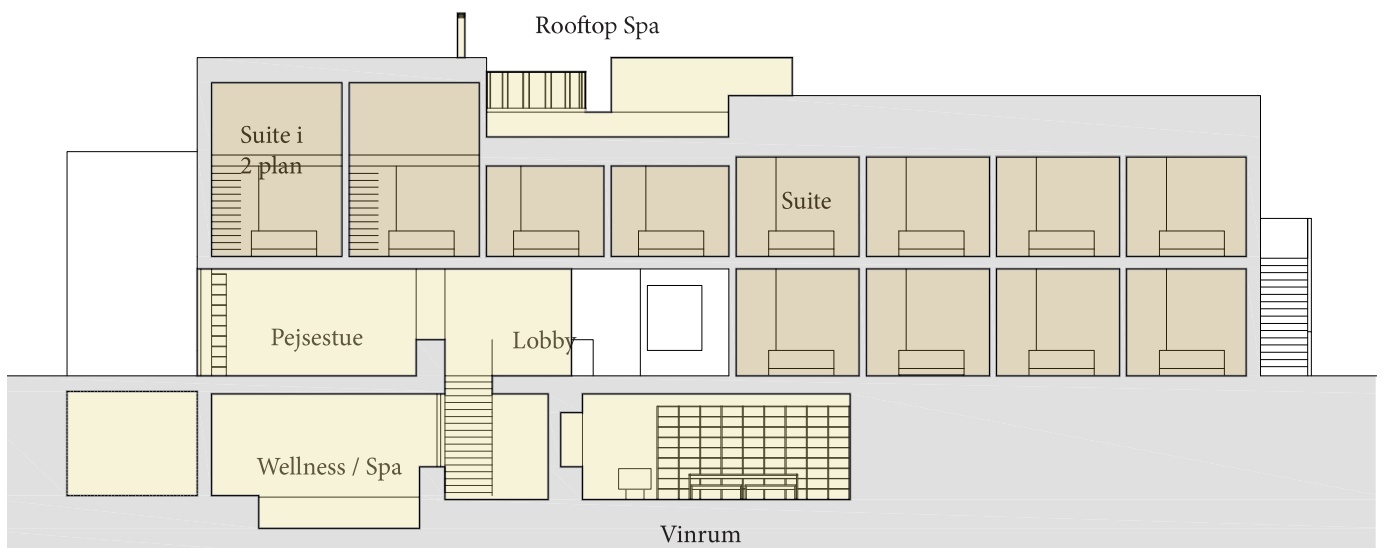 Rooftop Spa
Suite i
2 plan
Suite
Pejsestue
Lobby
Wellness / Spa
Vinrum